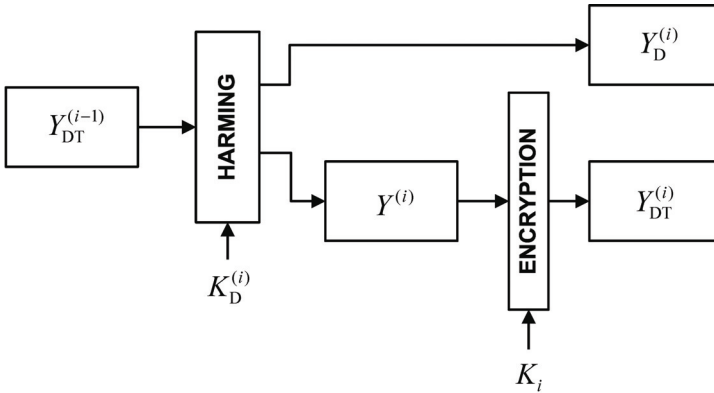 Y_DT^(i−1)
HARMING
K_D^(i)
Y_D^(i)
Y^(i)
ENCRYPTION
K_i
Y_DT^(i)